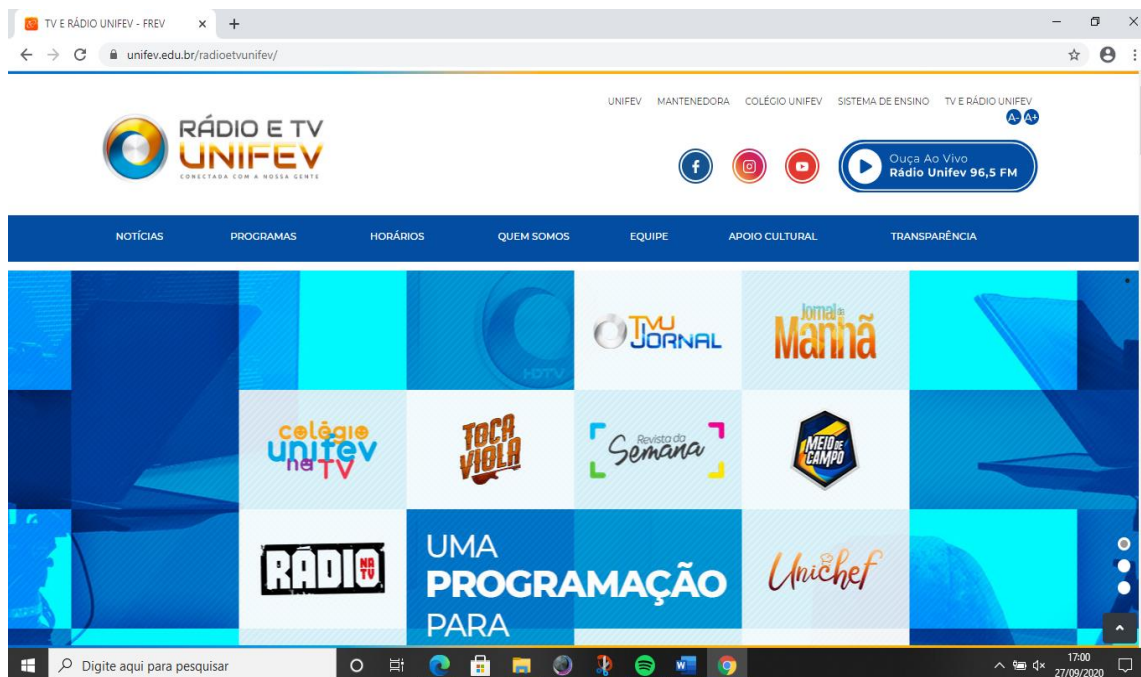 TV E RÁDIO UNIFEV - FREV
unifev.edu.br/radioetvunifev/
UNIFEV MANTENEDORA COLÉGIO UNIFEV SISTEMA DE ENSINO TV E RÁDIO UNIFEV
A- A+
RÁDIO E TV
UNIFEV
CONECTADA COM A NOSSA GENTE
Ouça Ao Vivo
Rádio Unifev 96,5 FM
NOTÍCIAS PROGRAMAS HORÁRIOS QUEM SOMOS EQUIPE APOIO CULTURAL TRANSPARÊNCIA
HDTV
TVU
JORNAL
Jornal da
Manhã
colégio
unifev
na TV
TOCA
VIOLA
Revista da
Semana
MEIO DE
CAMPO
RÁDIO NA TV
UMA
PROGRAMAÇÃO
PARA
Unichef
Digite aqui para pesquisar
17:00
27/09/2020